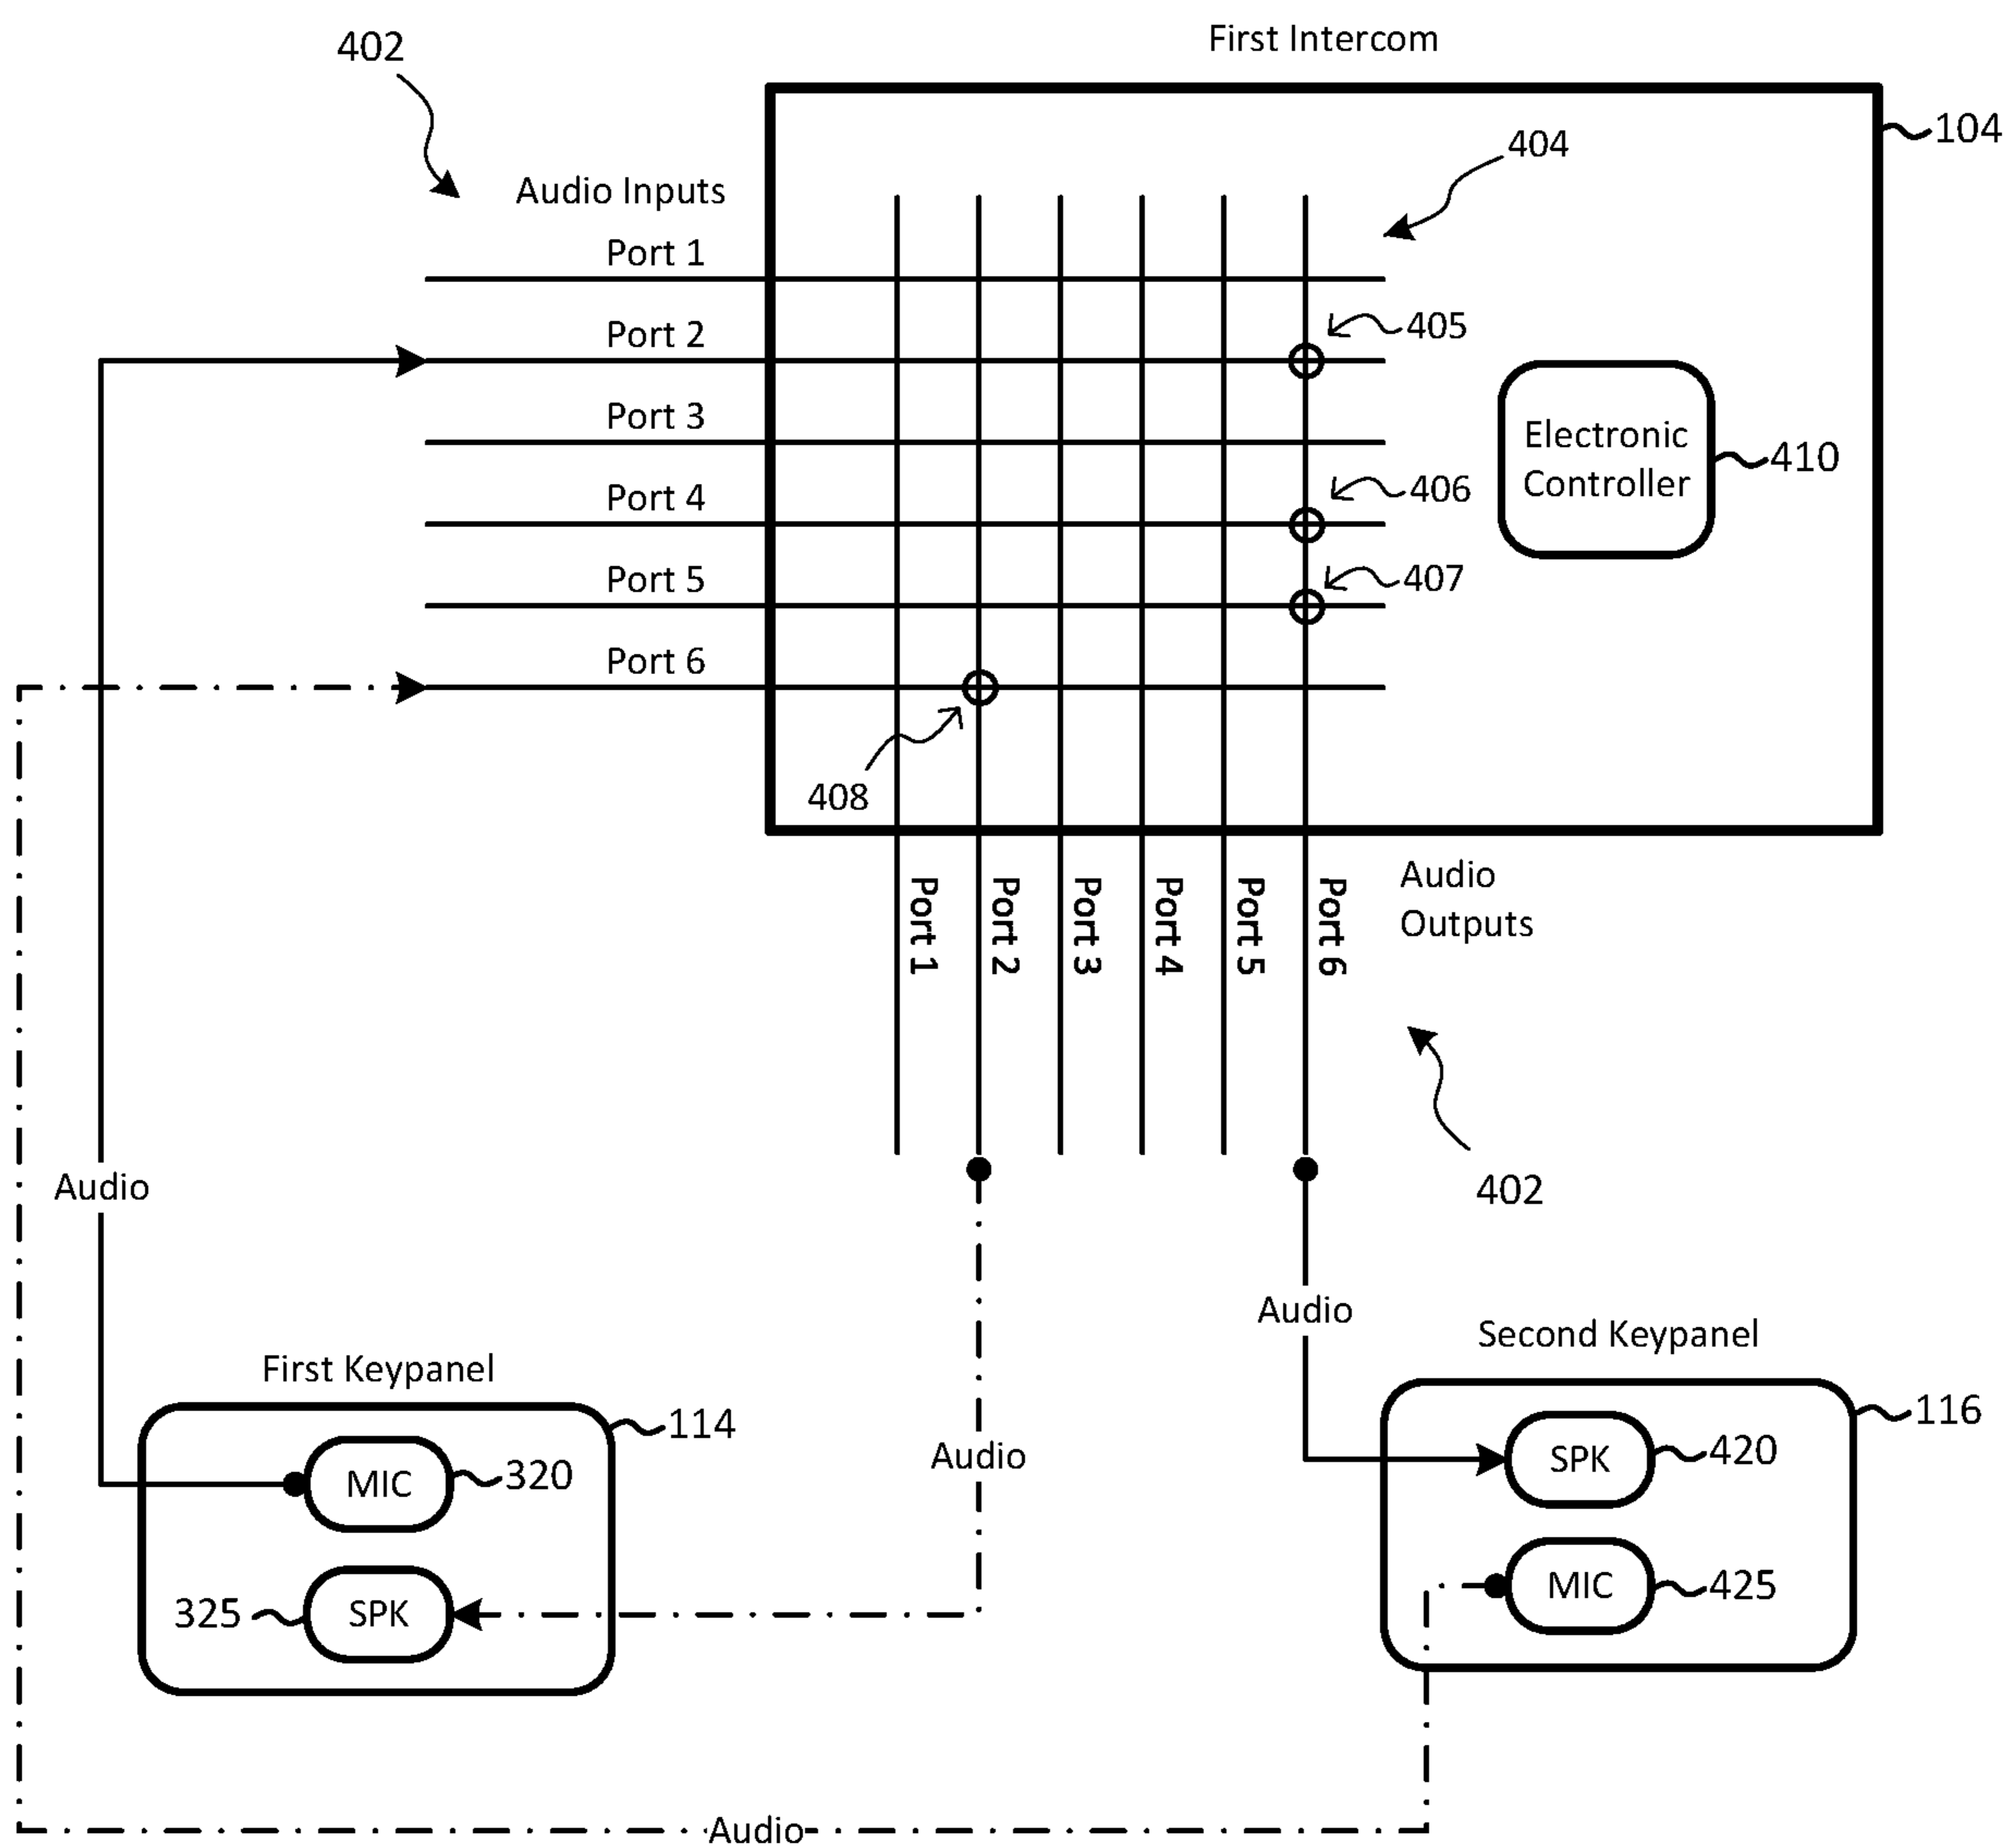 First Intercom
402
104
404
Audio Inputs
Port 1
405
Port 2
Port 3
Electronic
Controller
410
406
Port 4
407
Port 5
Port 6
408
Audio
Outputs
Port 1
Port 2
Port 3
Port 4
Port 5
Port 6
402
Audio
Audio
Second Keypanel
First Keypanel
116
114
SPK
420
Audio
MIC
320
MIC
425
325
SPK
Audio